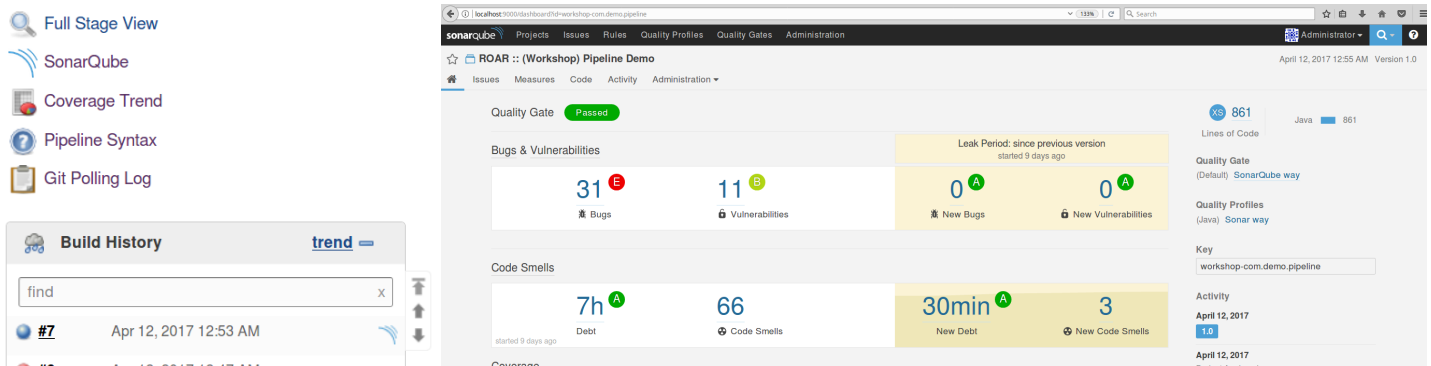 Full Stage View
SonarQube
Coverage Trend
Pipeline Syntax
Git Polling Log
Build History trend
find x
#7 Apr 12, 2017 12:53 AM
localhost:9000/dashboard?id=workshop-com.demo.pipeline 133% Search
sonarqube Projects Issues Rules Quality Profiles Quality Gates Administration Administrator
ROAR :: (Workshop) Pipeline Demo April 12, 2017 12:55 AM Version 1.0
Issues Measures Code Activity Administration
Quality Gate Passed
Bugs & Vulnerabilities
Leak Period: since previous version
started 9 days ago
31 E 11 B 0 A 0 A
Bugs Vulnerabilities New Bugs New Vulnerabilities
Code Smells
7h A 66 30min A 3
Debt Code Smells New Debt New Code Smells
started 9 days ago
Coverage
XS 861 Java 861
Lines of Code
Quality Gate
(Default) SonarQube way
Quality Profiles
(Java) Sonar way
Key
workshop-com.demo.pipeline
Activity
April 12, 2017
1.0
April 12, 2017